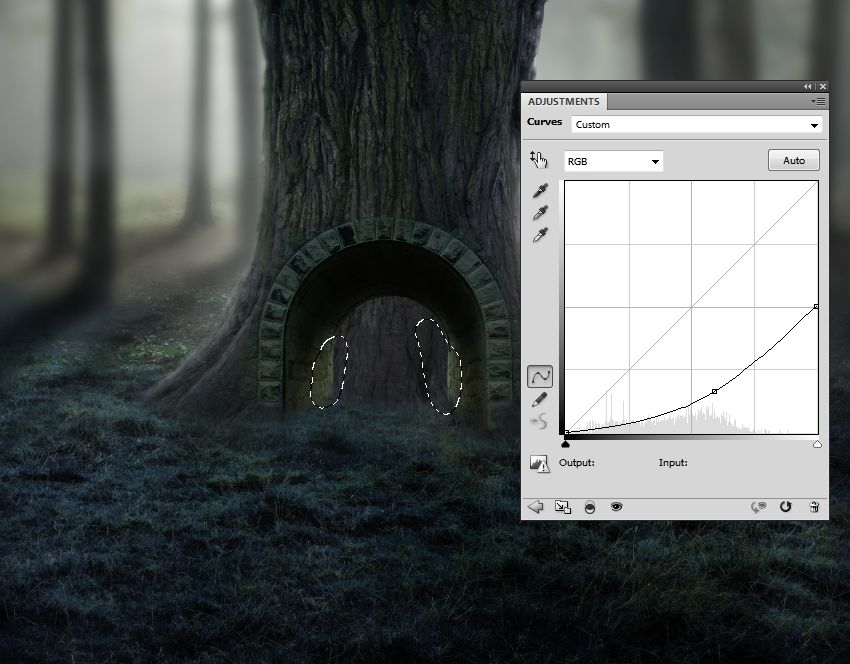 ADJUSTMENTS
Curves
Custom
RGB
Auto
Output:
Input: